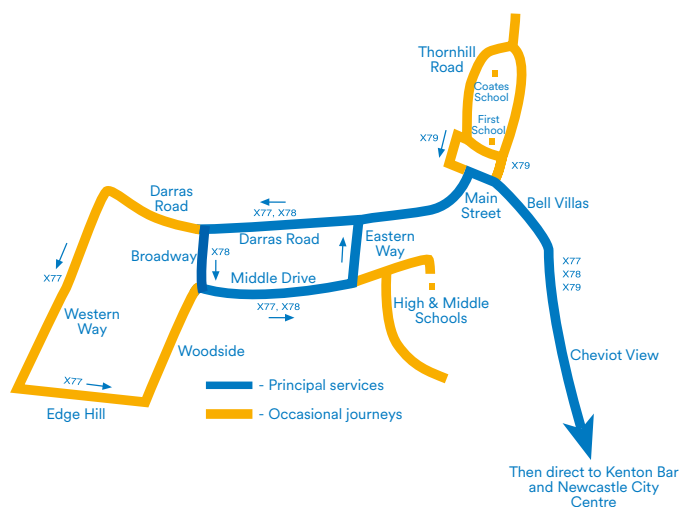 Thornhill
Road
Coates
School
First
School
X79
X79
Main
Street
Bell Villas
Darras
Road
X77, X78
Darras Road
Eastern
Way
Broadway
X78
Middle Drive
X77, X78
X77
X77
X78
X79
High & Middle
Schools
Western
Way
Woodside
Cheviot View
X77
Edge Hill
- Principal services
- Occasional journeys
Then direct to Kenton Bar
and Newcastle City
Centre